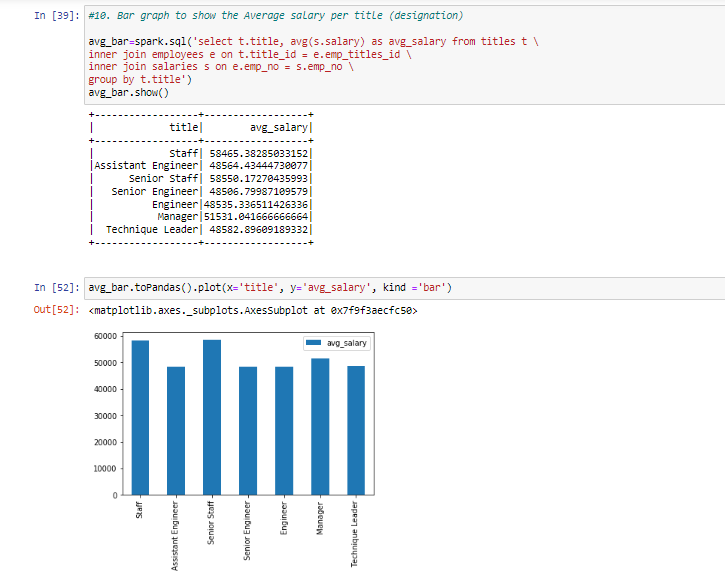 In [39]: #10. Bar graph to show the Average salary per title (designation)
avg_bar=spark.sql('select t.title, avg(s.salary) as avg_salary from titles t \
inner join employees e on t.title_id = e.emp_titles_id \
inner join salaries s on e.emp_no = s.emp_no \
group by t.title')
avg_bar.show()
+-----------------+------------------+
|            title|        avg_salary|
+-----------------+------------------+
|            Staff| 58465.38285033152|
|Assistant Engineer| 48564.43444730077|
|     Senior Staff| 58550.17270435993|
|  Senior Engineer| 48506.79987109579|
|         Engineer|48535.336511426336|
|          Manager|51531.041666666664|
| Technique Leader| 48582.89609189332|
+-----------------+------------------+
In [52]: avg_bar.toPandas().plot(x='title', y='avg_salary', kind ='bar')
Out[52]: <matplotlib.axes._subplots.AxesSubplot at 0x7f9f3aecfc50>
avg_salary
60000
50000
40000
30000
20000
10000
0
Staff
Assistant Engineer
Senior Staff
Senior Engineer
Engineer
Manager
Technique Leader
title